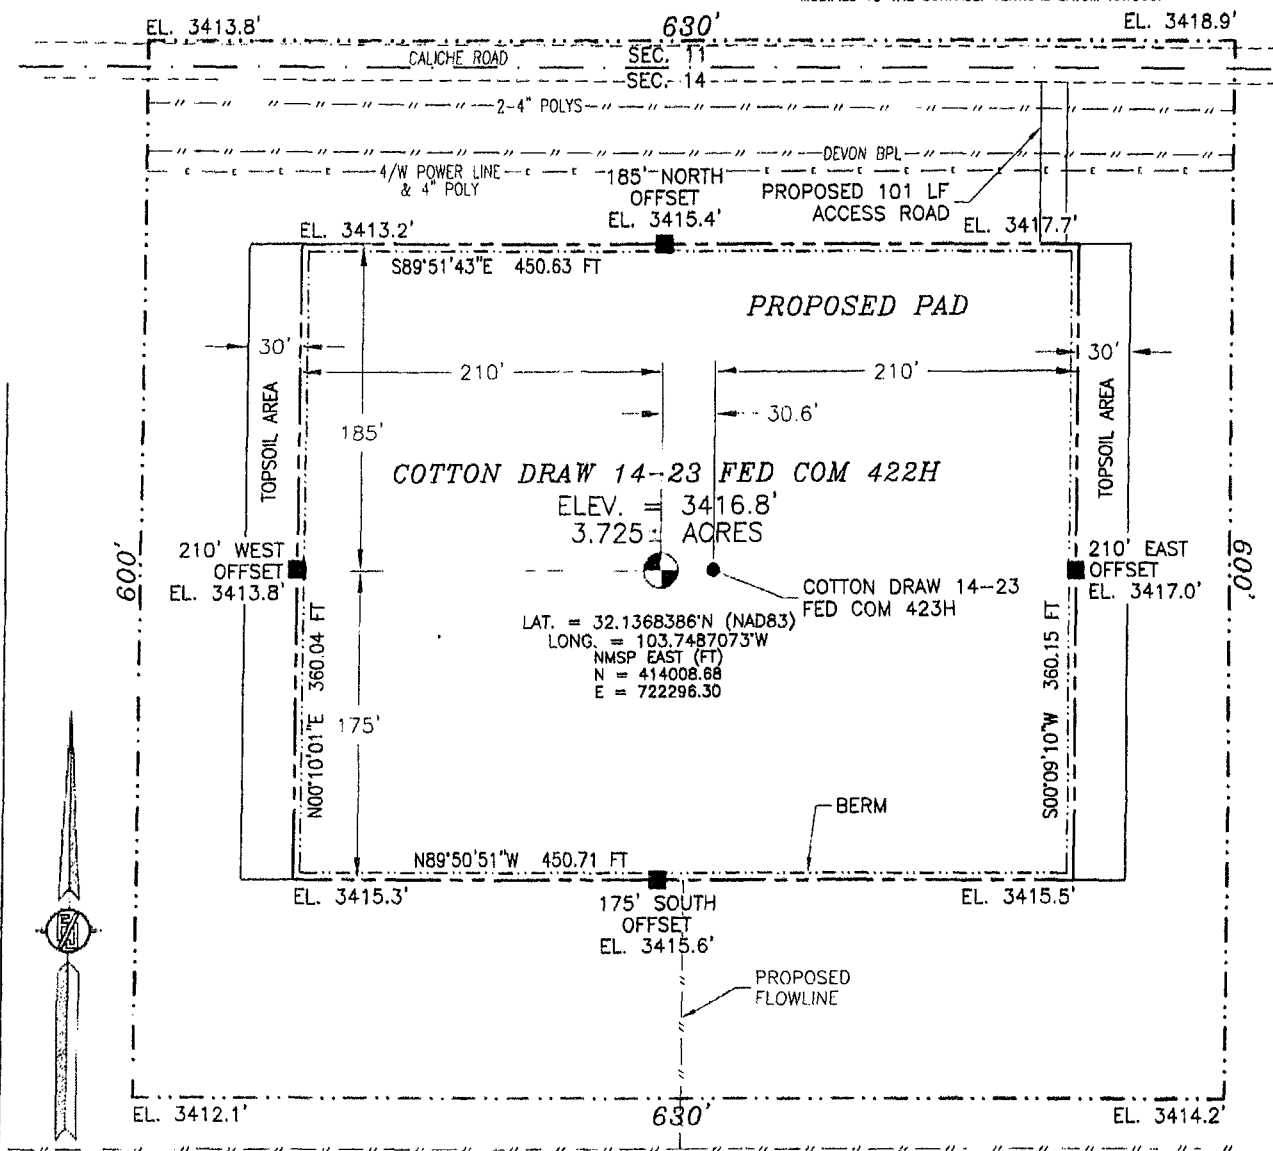 EL. 3413.8'
630'
EL. 3418.9'
CALICHE ROAD
SEC. 11
SEC. 14
2-4" POLYS
DEVON BPL
4/W POWER LINE
& 4" POLY
185' NORTH
OFFSET
EL. 3415.4'
PROPOSED 101 LF
ACCESS ROAD
EL. 3413.2'
EL. 3417.7'
S89°51'43"E 450.63 FT
PROPOSED PAD
30'
210'
210'
30'
30.6'
TOPSOIL AREA
185'
TOPSOIL AREA
COTTON DRAW 14-23 FED COM 422H
ELEV. = 3416.8'
3.725± ACRES
600'
210' WEST
OFFSET
EL. 3413.8'
210' EAST
OFFSET
EL. 3417.0'
600'
COTTON DRAW 14-23
FED COM 423H
LAT. = 32.1368386°N (NAD83)
LONG. = 103.7487073°W
NMSP EAST (FT)
N = 414008.68
E = 722296.30
N00°10'01"E 360.04 FT
175'
S00°09'10"W 360.15 FT
BERM
N89°50'51"W 450.71 FT
EL. 3415.3'
EL. 3415.5'
175' SOUTH
OFFSET
EL. 3415.6'
PROPOSED
FLOWLINE
EL. 3412.1'
630'
EL. 3414.2'